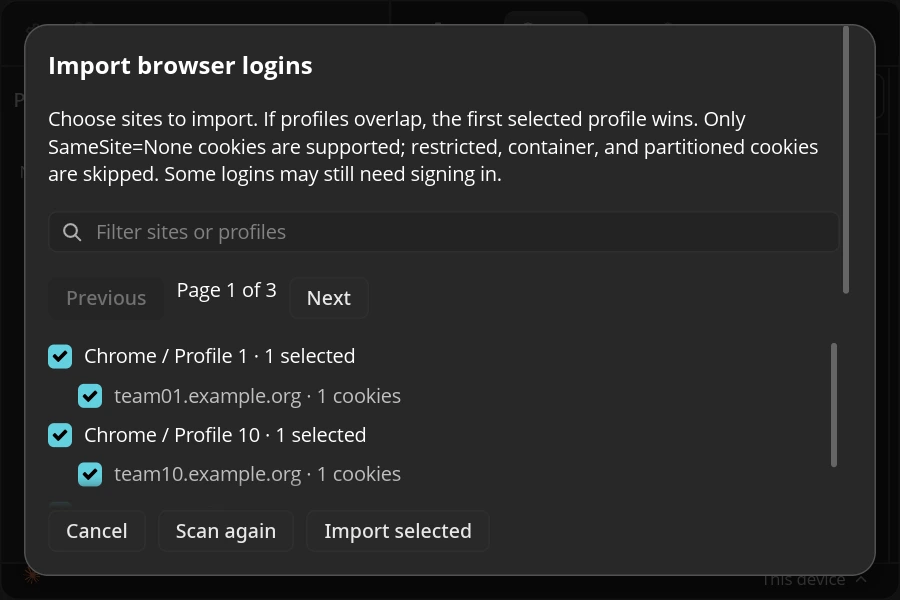 Import browser logins
Choose sites to import. If profiles overlap, the first selected profile wins. Only
SameSite=None cookies are supported; restricted, container, and partitioned cookies
are skipped. Some logins may still need signing in.
Filter sites or profiles
Previous
Page 1 of 3
Next
Chrome / Profile 1 · 1 selected
team01.example.org · 1 cookies
Chrome / Profile 10 · 1 selected
team10.example.org · 1 cookies
Cancel
Scan again
Import selected
This device